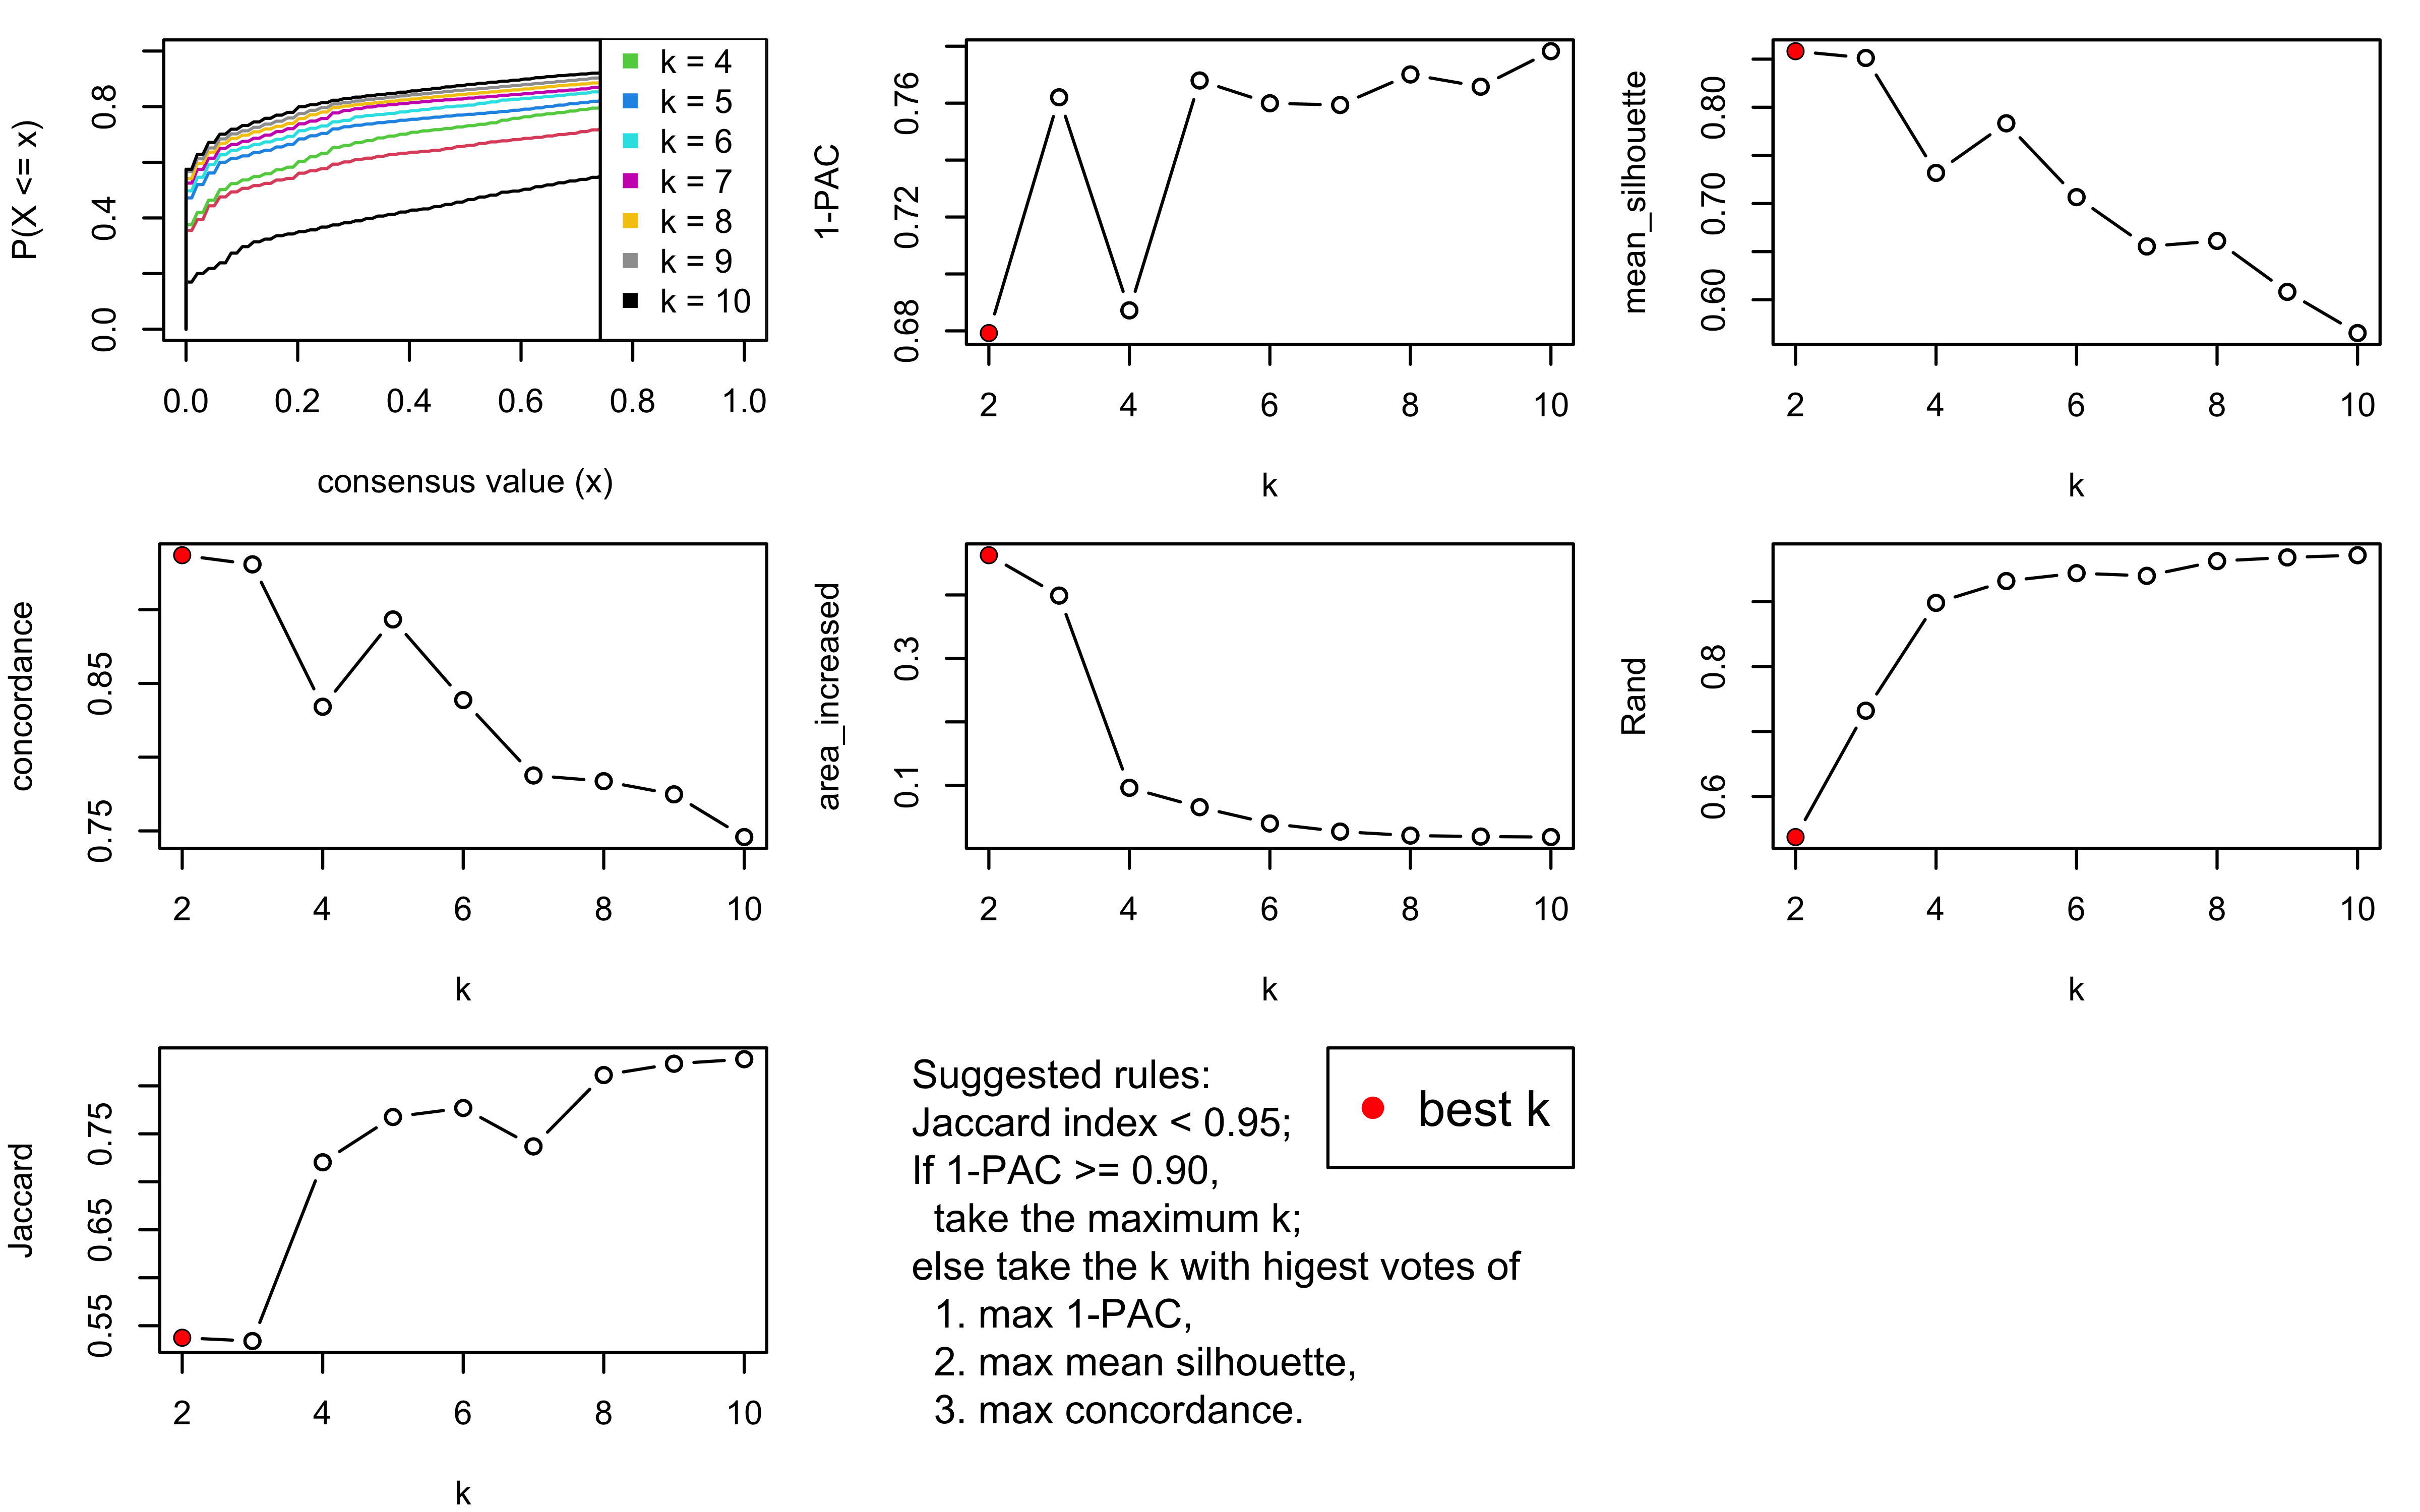 P(X <= x)
0.0 0.4 0.8
k = 4
k = 5
k = 6
k = 7
k = 8
k = 9
k = 10
0.0 0.2 0.4 0.6 0.8 1.0
consensus value (x)
1-PAC
0.68 0.72 0.76
2 4 6 8 10
k
mean_silhouette
0.60 0.70 0.80
2 4 6 8 10
k
concordance
0.75 0.85
2 4 6 8 10
k
area_increased
0.1 0.3
2 4 6 8 10
k
Rand
0.6 0.8
2 4 6 8 10
k
Jaccard
0.55 0.65 0.75
2 4 6 8 10
k
Suggested rules:
Jaccard index < 0.95;
If 1-PAC >= 0.90,
take the maximum k;
else take the k with higest votes of
1. max 1-PAC,
2. max mean silhouette,
3. max concordance.
best k